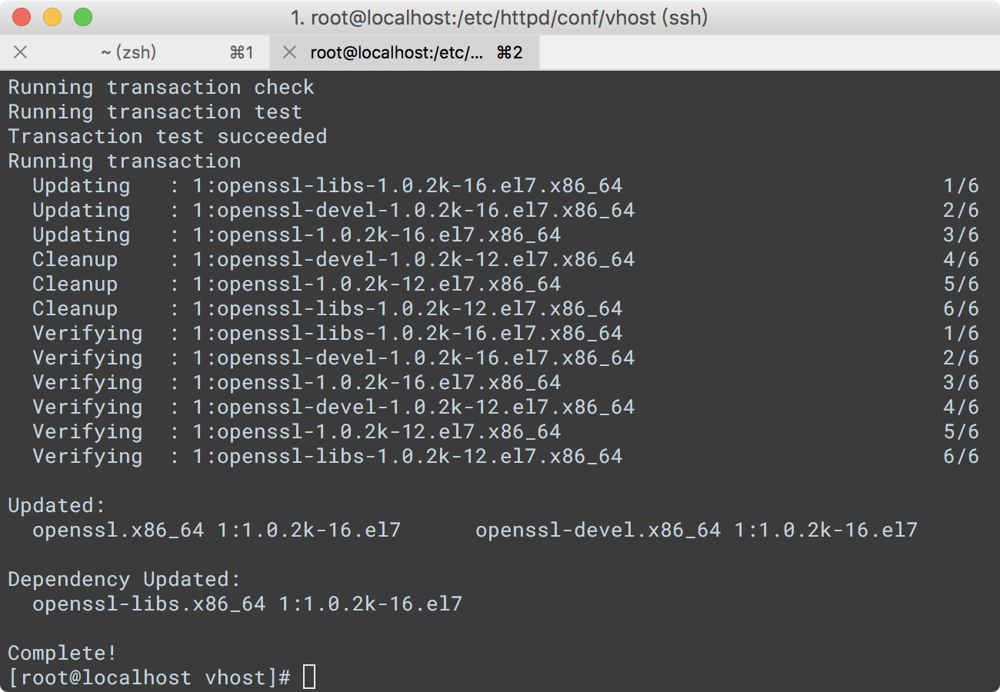 1. root@localhost:/etc/httpd/conf/vhost (ssh)
~ (zsh) ⌘1 root@localhost:/etc/... ⌘2
Running transaction check
Running transaction test
Transaction test succeeded
Running transaction
  Updating   : 1:openssl-libs-1.0.2k-16.el7.x86_64 1/6
  Updating   : 1:openssl-devel-1.0.2k-16.el7.x86_64 2/6
  Updating   : 1:openssl-1.0.2k-16.el7.x86_64 3/6
  Cleanup    : 1:openssl-devel-1.0.2k-12.el7.x86_64 4/6
  Cleanup    : 1:openssl-1.0.2k-12.el7.x86_64 5/6
  Cleanup    : 1:openssl-libs-1.0.2k-12.el7.x86_64 6/6
  Verifying  : 1:openssl-libs-1.0.2k-16.el7.x86_64 1/6
  Verifying  : 1:openssl-devel-1.0.2k-16.el7.x86_64 2/6
  Verifying  : 1:openssl-1.0.2k-16.el7.x86_64 3/6
  Verifying  : 1:openssl-devel-1.0.2k-12.el7.x86_64 4/6
  Verifying  : 1:openssl-1.0.2k-12.el7.x86_64 5/6
  Verifying  : 1:openssl-libs-1.0.2k-12.el7.x86_64 6/6
Updated:
  openssl.x86_64 1:1.0.2k-16.el7      openssl-devel.x86_64 1:1.0.2k-16.el7
Dependency Updated:
  openssl-libs.x86_64 1:1.0.2k-16.el7
Complete!
[root@localhost vhost]#